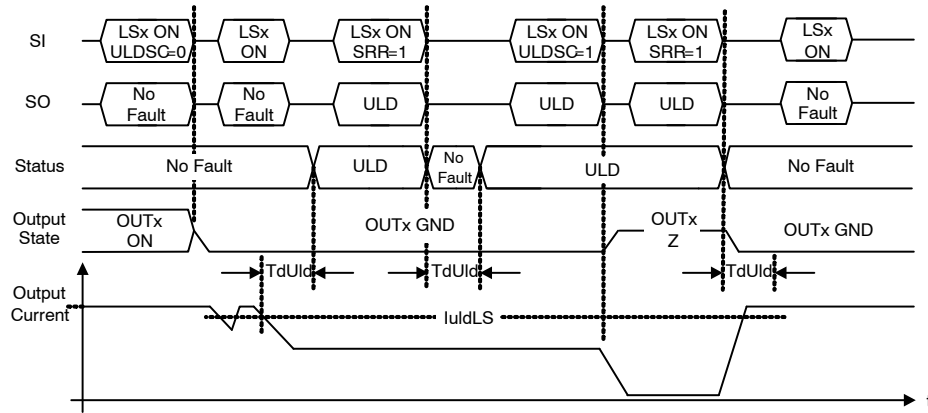 SI
LSx ON
ULDSC=0
LSx
ON
LSx ON
SRR=1
LSx ON
ULDSC=1
LSx ON
SRR=1
LSx
ON
SO
No
Fault
No
Fault
ULD
ULD
ULD
No
Fault
Status
No Fault
ULD
No
Fault
ULD
No Fault
Output
State
OUTx
ON
OUTx GND
OUTx
Z
OUTx GND
TdUld
TdUld
TdUld
Output
Current
IuldLS
t